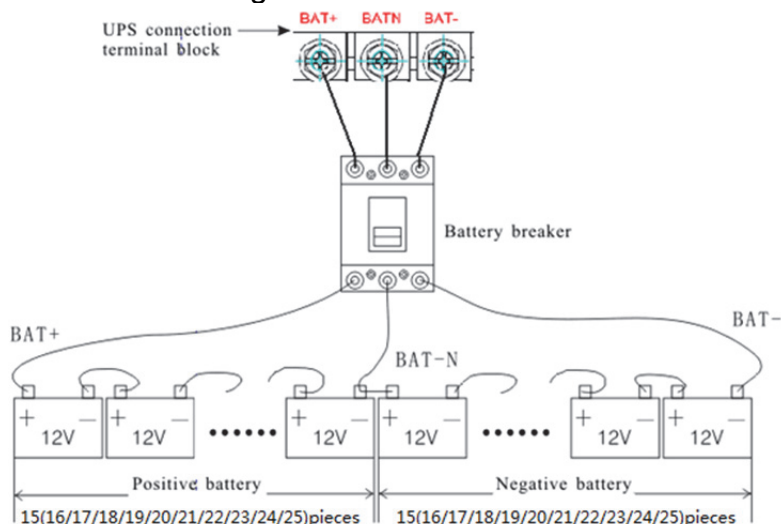 BAT+ BATN BAT-
UPS connection
terminal block
Battery breaker
BAT+
BAT-
BAT-N
+ — 12V
+ — 12V
+ — 12V
+ — 12V
+ — 12V
+ — 12V
Positive battery
Negative battery
15(16/17/18/19/20/21/22/23/24/25)pieces
15(16/17/18/19/20/21/22/23/24/25)pieces